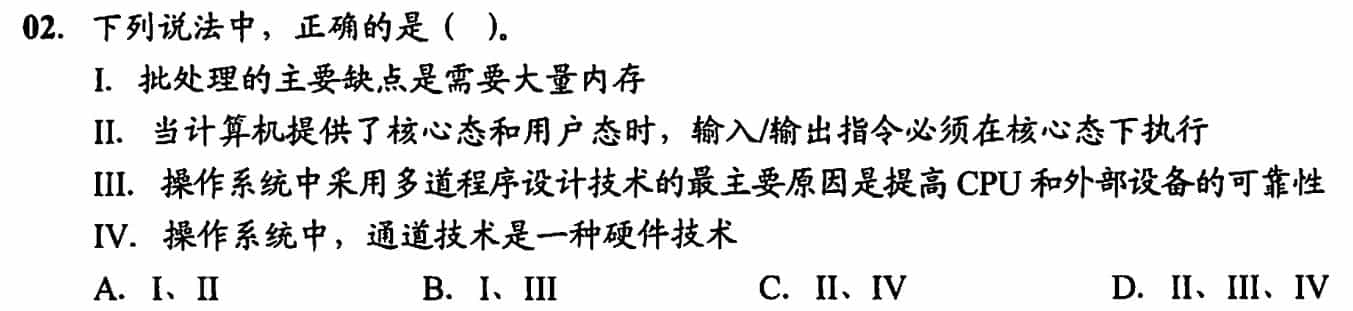 02. 下列说法中，正确的是（ ）。
I. 批处理的主要缺点是需要大量内存
II. 当计算机提供了核心态和用户态时，输入/输出指令必须在核心态下执行
III. 操作系统中采用多道程序设计技术的最主要原因是提高 CPU 和外部设备的可靠性
IV. 操作系统中，通道技术是一种硬件技术
A. I、II B. I、III C. II、IV D. II、III、IV